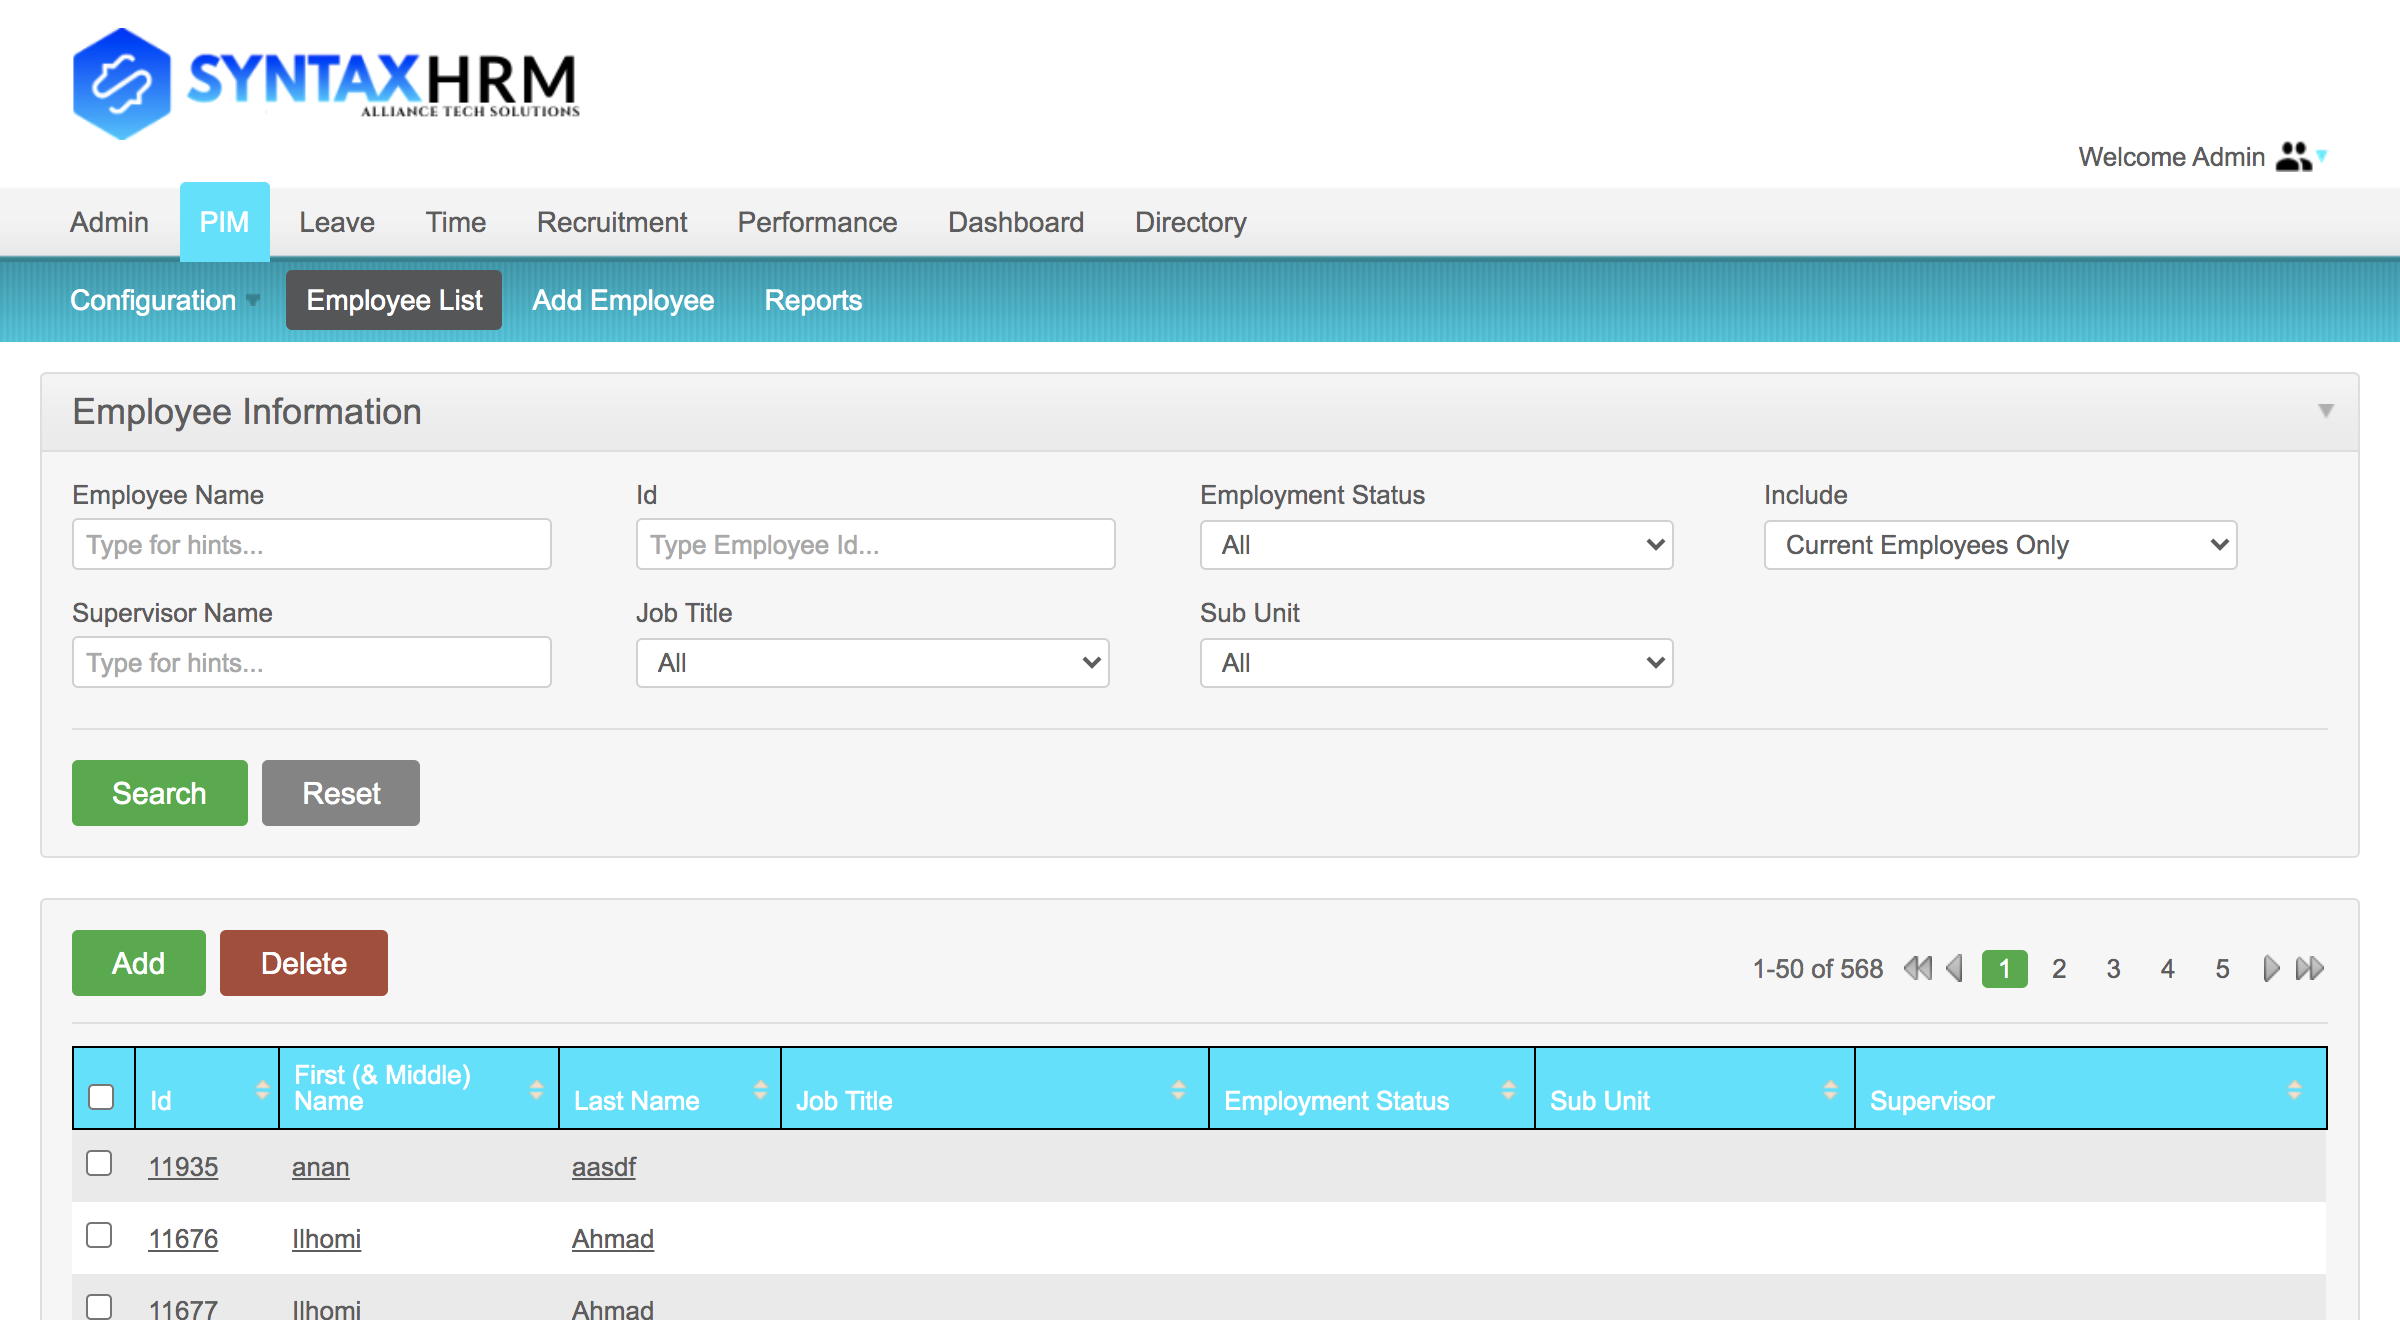 SYNTAXHRM
ALLIANCE TECH SOLUTIONS
Welcome Admin
Admin PIM Leave Time Recruitment Performance Dashboard Directory
Configuration Employee List Add Employee Reports
Employee Information
Employee Name Id Employment Status Include
Type for hints... Type Employee Id... All Current Employees Only
Supervisor Name Job Title Sub Unit
Type for hints... All All
Search Reset
Add Delete 1-50 of 568 1 2 3 4 5
Id First (& Middle) Name Last Name Job Title Employment Status Sub Unit Supervisor
11935 anan aasdf
11676 Ilhomi Ahmad
11677 Ilhomi Ahmad